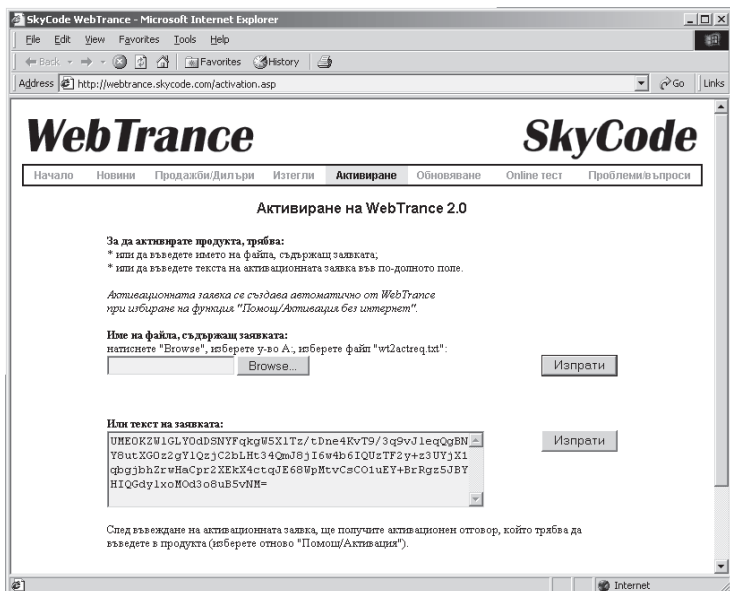 SkyCode WebTrance - Microsoft Internet Explorer
File Edit View Favorites Tools Help
Back Favorites History
Address http://webtrance.skycode.com/activation.asp Go Links
WebTrance SkyCode
Начало Новини Продажби/Дилъри Изтегли Активиране Обновяване Online тест Проблеми/въпроси
Активиране на WebTrance 2.0
За да активирате продукта, трябва:
* или да въведете името на файла, съдържащ заявката;
* или да въведете текста на активационната заявка във по-долното поле.
Активационната заявка се създава автоматично от WebTrance
при избиране на функция "Помощ/Активация без интернет".
Име на файла, съдържащ заявката:
натиснете "Browse", изберете у-во A:, изберете файл "wt2actreq.txt":
Browse... Изпрати
Или текст на заявката:
UMEOKZW1GLYOdDSNYFqkgW5X1Tz/tDne4KvT9/3q9vJleqQgBN
Y8utXGOz2gYlQzjC2bLHt34QmJ8jI6w4b6IQUzTF2y+z3UYjX1
qbgjbhZrwHaCpr2XEkX4ctqJE68WpMtvCsCO1uEY+BrRgz5JBY
HIQGdylxoMOd3o8uB5vNM=
Изпрати
След въвеждане на активационната заявка, ще получите активационен отговор, който трябва да
въведете в продукта (изберете отново "Помощ/Активация").
Internet